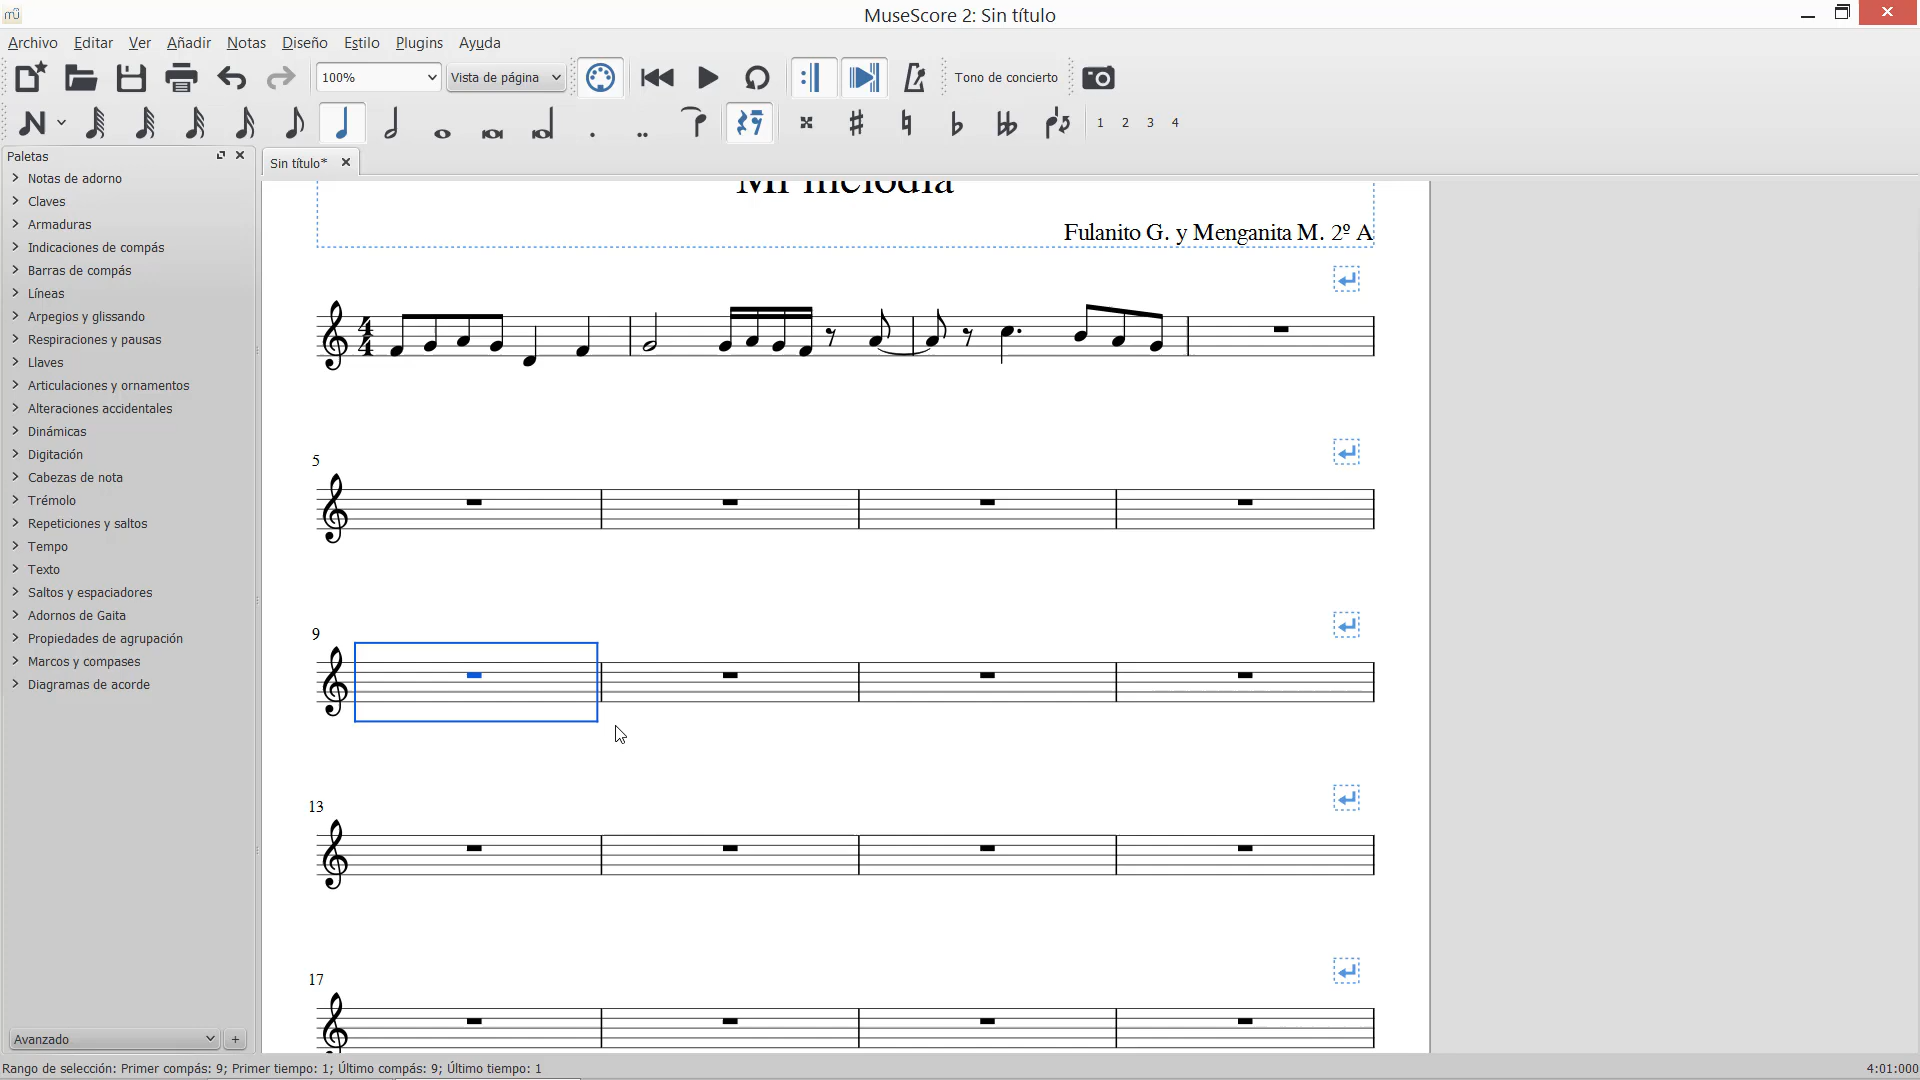 MuseScore 2: Sin título
Archivo Editar Ver Añadir Notas Diseño Estilo Plugins Ayuda
100% Vista de página Tono de concierto
1 2 3 4
Paletas
Sin título*
Notas de adorno
Claves
Armaduras
Indicaciones de compás
Barras de compás
Líneas
Arpegios y glissando
Respiraciones y pausas
Llaves
Articulaciones y ornamentos
Alteraciones accidentales
Dinámicas
Digitación
Cabezas de nota
Trémolo
Repeticiones y saltos
Tempo
Texto
Saltos y espaciadores
Adornos de Gaita
Propiedades de agrupación
Marcos y compases
Diagramas de acorde
Avanzado
+
Mi melodía
Fulanito G. y Menganita M. 2º A
4
4
5
9
13
17
Rango de selección: Primer compás: 9; Primer tiempo: 1; Último compás: 9; Último tiempo: 1
4:01:000